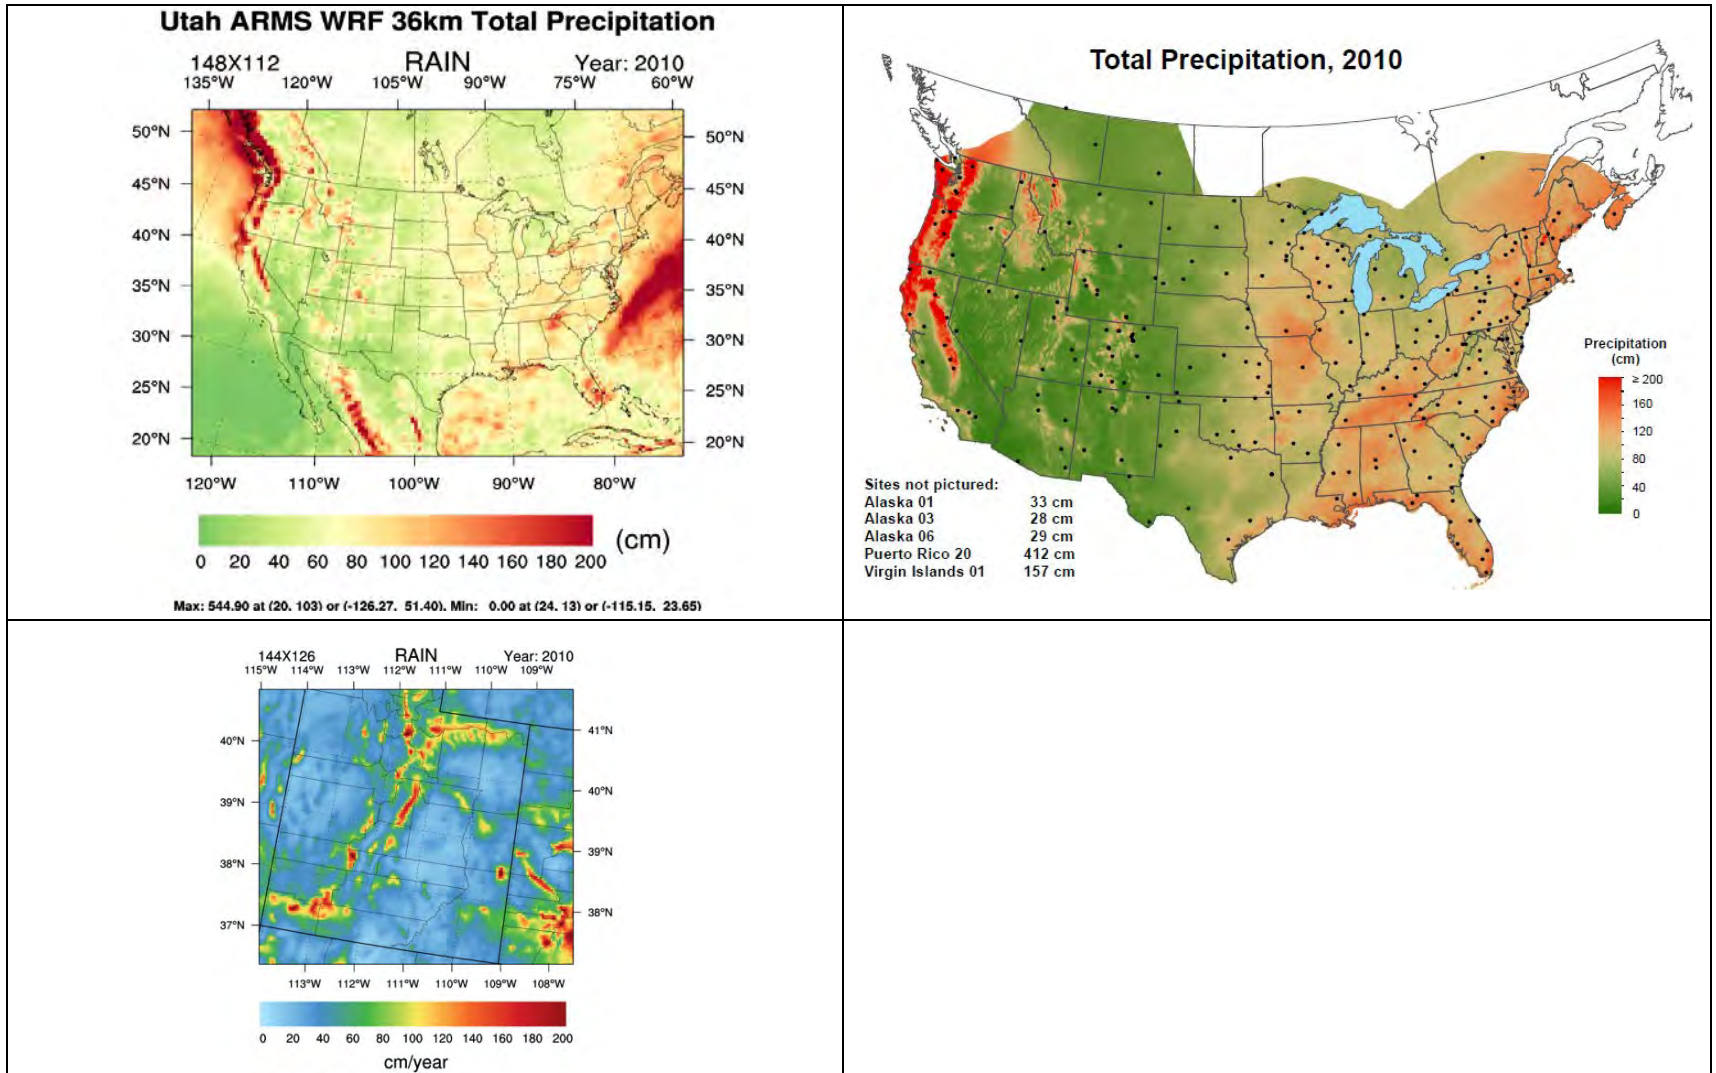 Utah ARMS WRF 36km Total Precipitation
148X112 RAIN Year: 2010
135°W 120°W 105°W 90°W 75°W 60°W
50°N 50°N
45°N 45°N
40°N 40°N
35°N 35°N
30°N 30°N
25°N 25°N
20°N 20°N
120°W 110°W 100°W 90°W 80°W
(cm)
0 20 40 60 80 100 120 140 160 180 200
Max: 544.90 at (20, 103) or (-126.27, 51.40), Min: 0.00 at (24, 13) or (-115.15, 23.65)
Total Precipitation, 2010
Precipitation
(cm)
≥ 200
160
120
80
40
0
Sites not pictured:
Alaska 01 33 cm
Alaska 03 28 cm
Alaska 06 29 cm
Puerto Rico 20 412 cm
Virgin Islands 01 157 cm
144X126 RAIN Year: 2010
115°W 114°W 113°W 112°W 111°W 110°W 109°W
41°N
40°N
40°N
39°N
39°N
38°N
38°N
37°N
113°W 112°W 111°W 110°W 109°W 108°W
0 20 40 60 80 100 120 140 160 180 200
cm/year